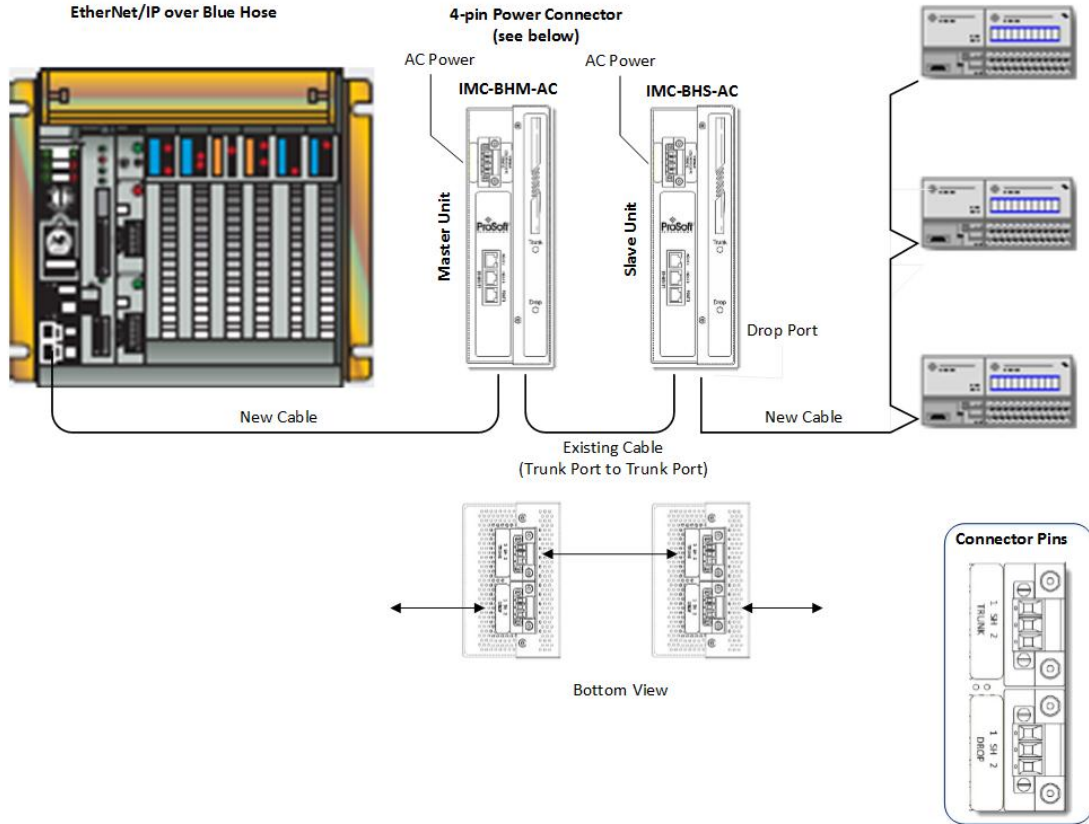 EtherNet/IP over Blue Hose
4-pin Power Connector
(see below)
AC Power
AC Power
IMC-BHM-AC
IMC-BHS-AC
Master Unit
Slave Unit
ProSoft
ProSoft
Trunk
Trunk
Drop
Drop
Drop Port
New Cable
New Cable
Existing Cable
(Trunk Port to Trunk Port)
Bottom View
Connector Pins
1 SH 2
TRUNK
1 SH 2
DROP